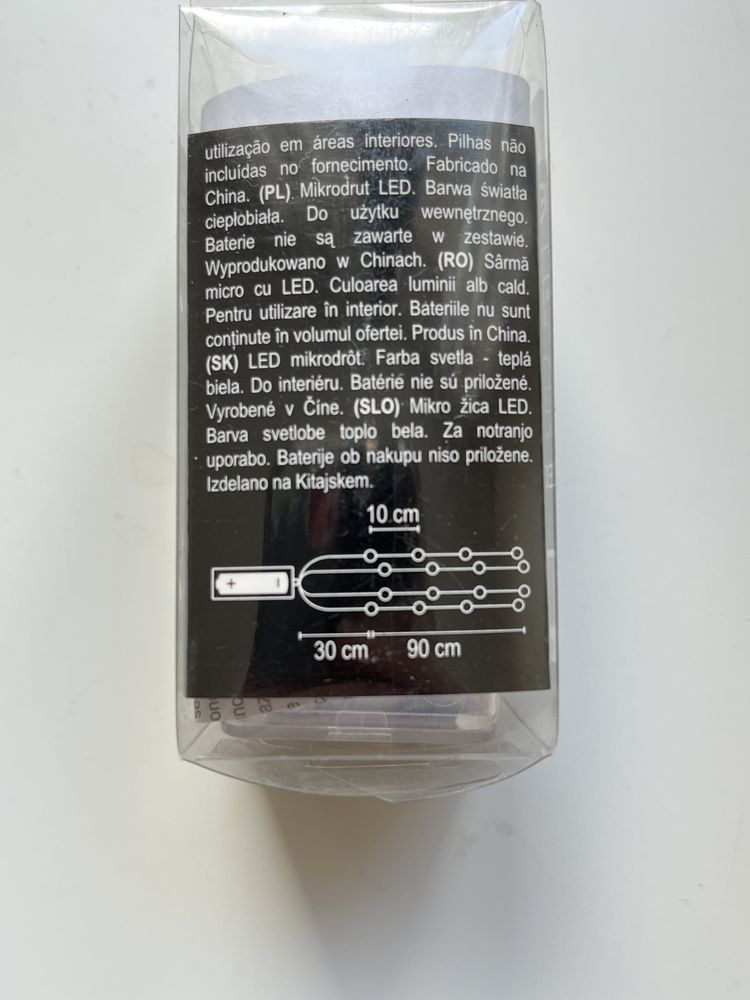 utilização em áreas interiores. Pilhas não
incluídas no fornecimento. Fabricado na
China. (PL) Mikrodrut LED. Barwa światła
ciepłobiała. Do użytku wewnętrznego.
Baterie nie są zawarte w zestawie.
Wyprodukowano w Chinach. (RO) Sârmă
micro cu LED. Culoarea luminii alb cald.
Pentru utilizare în interior. Bateriile nu sunt
conținute în volumul ofertei. Produs în China.
(SK) LED mikrodrôt. Farba svetla - teplá
biela. Do interiéru. Batérie nie sú priložené.
Vyrobené v Číne. (SLO) Mikro žica LED.
Barva svetlobe toplo bela. Za notranjo
uporabo. Baterije ob nakupu niso priložene.
Izdelano na Kitajskem.
10 cm
+ −
30 cm 90 cm